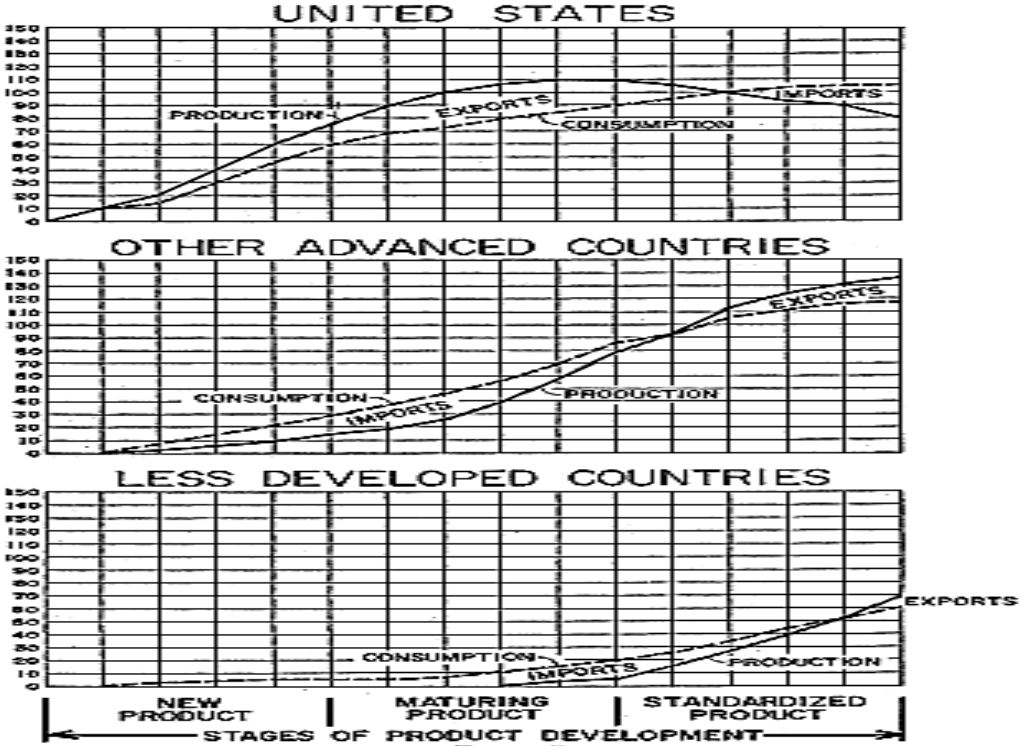 UNITED STATES
150
130
120
110
100
90
80
70
60
50
40
30
20
10
0
PRODUCTION
EXPORTS
CONSUMPTION
IMPORTS
OTHER ADVANCED COUNTRIES
150
140
130
120
110
100
90
80
70
60
50
40
30
20
10
0
CONSUMPTION
IMPORTS
PRODUCTION
EXPORTS
LESS DEVELOPED COUNTRIES
150
140
130
120
110
100
90
80
70
60
50
40
30
20
10
0
CONSUMPTION
IMPORTS
PRODUCTION
EXPORTS
NEW
PRODUCT
MATURING
PRODUCT
STANDARDIZED
PRODUCT
STAGES OF PRODUCT DEVELOPMENT